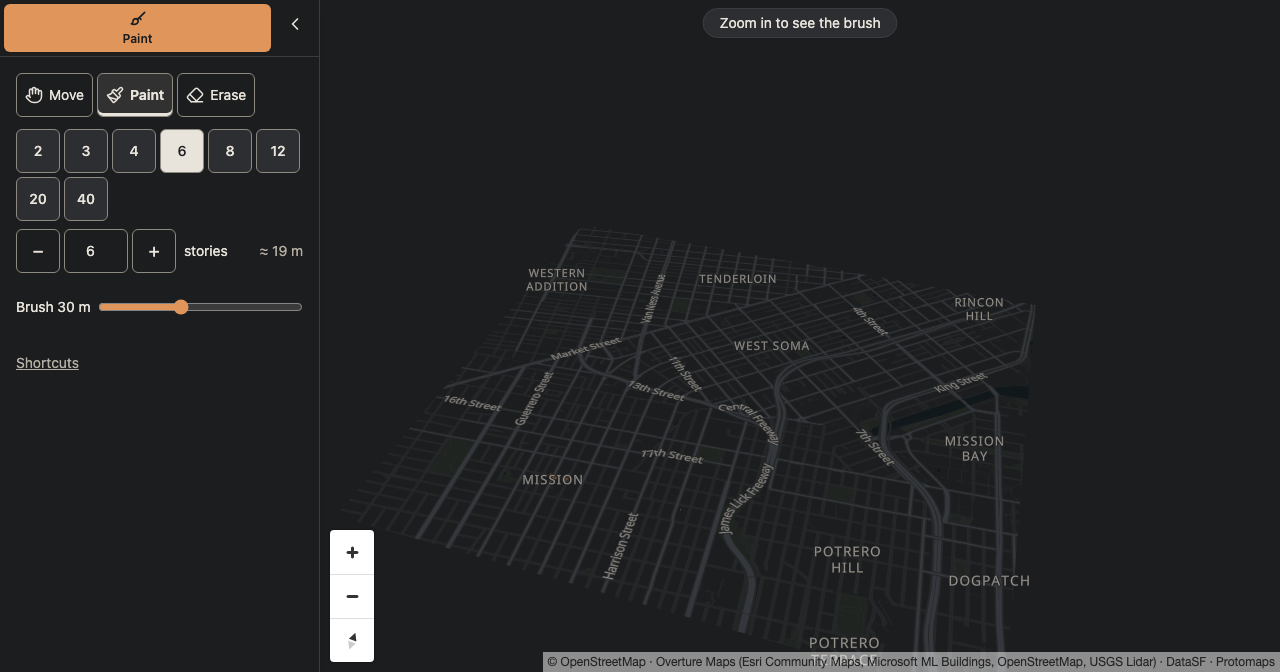 Paint
Zoom in to see the brush
Move
Paint
Erase
2
3
4
6
8
12
20
40
−
6
+
stories
≈ 19 m
Brush 30 m
Shortcuts
WESTERN
ADDITION
Van Ness Avenue
TENDERLOIN
RINCON
HILL
4th Street
WEST SOMA
Market Street
11th Street
13th Street
King Street
Guerrero Street
16th Street
Central Freeway
7th Street
MISSION
BAY
17th Street
MISSION
James Lick Freeway
Harrison Street
POTRERO
HILL
DOGPATCH
POTRERO
TERRACE
+
−
© OpenStreetMap · Overture Maps (Esri Community Maps, Microsoft ML Buildings, OpenStreetMap, USGS Lidar) · DataSF · Protomaps